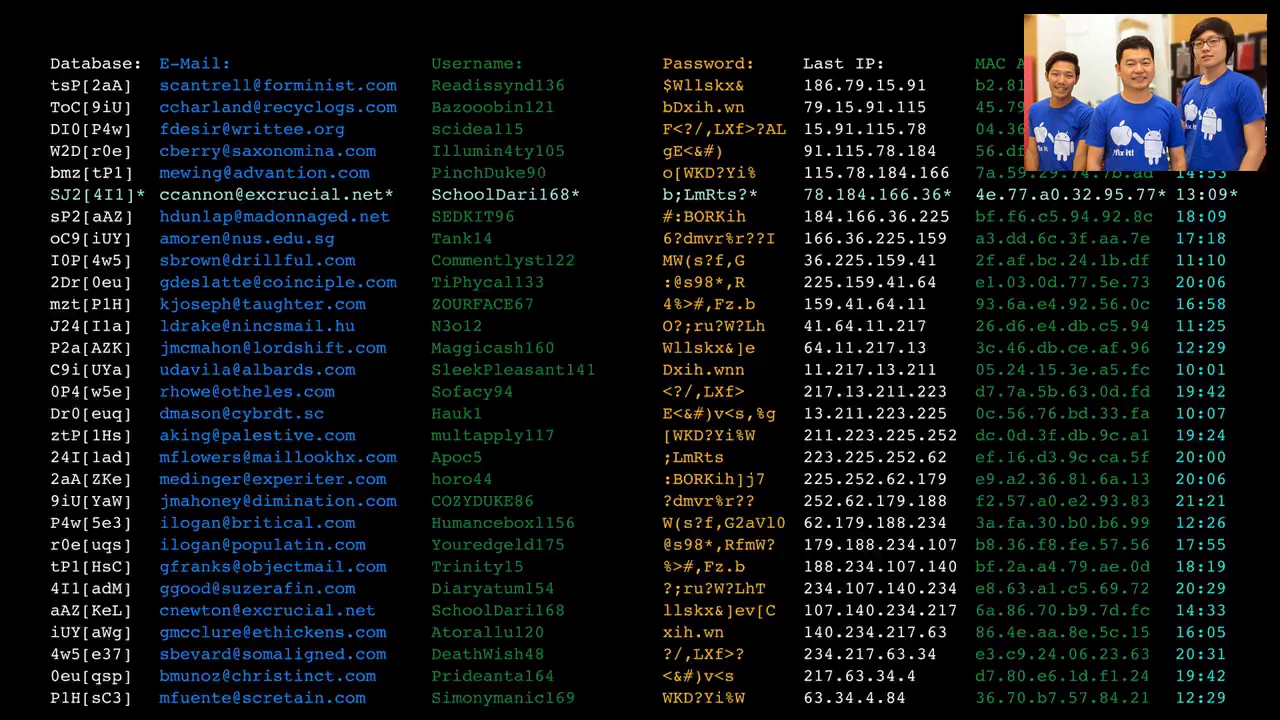 Database: E-Mail: Username: Password: Last IP: MAC A
tsP[2aA] scantrell@forminist.com Readissynd136 $Wllskx& 186.79.15.91 b2.81
ToC[9iU] ccharland@recyclogs.com Bazooobin121 bDxih.wn 79.15.91.115 45.79
DI0[P4w] fdesir@writtee.org scidea115 F<?/,LXf>?AL 15.91.115.78 04.36
W2D[r0e] cberry@saxonomina.com Illumin4ty105 gE<&#) 91.115.78.184 56.df
bmz[tP1] mewing@advantion.com PinchDuke90 o[WKD?Yi% 115.78.184.166 7a.59.29.74.7b.ad 14:53
SJ2[4I1]* ccannon@excrucial.net* SchoolDari168* b;LmRts?* 78.184.166.36* 4e.77.a0.32.95.77* 13:09*
sP2[aAZ] hdunlap@madonnaged.net SEDKIT96 #:BORKih 184.166.36.225 bf.f6.c5.94.92.8c 18:09
oC9[iUY] amoren@nus.edu.sg Tank14 6?dmvr%r??I 166.36.225.159 a3.dd.6c.3f.aa.7e 17:18
I0P[4w5] sbrown@drillful.com Commentlyst122 MW(s?f,G 36.225.159.41 2f.af.bc.24.1b.df 11:10
2Dr[0eu] gdeslatte@coinciple.com TiPhycal133 :@s98*,R 225.159.41.64 e1.03.0d.77.5e.73 20:06
mzt[P1H] kjoseph@taughter.com ZOURFACE67 4%>#,Fz.b 159.41.64.11 93.6a.e4.92.56.0c 16:58
J24[I1a] ldrake@nincsmail.hu N3o12 O?;ru?W?Lh 41.64.11.217 26.d6.e4.db.c5.94 11:25
P2a[AZK] jmcmahon@lordshift.com Maggicash160 Wllskx&]e 64.11.217.13 3c.46.db.ce.af.96 12:29
C9i[UYa] udavila@albards.com SleekPleasant141 Dxih.wnn 11.217.13.211 05.24.15.3e.a5.fc 10:01
0P4[w5e] rhowe@otheles.com Sofacy94 <?/,LXf> 217.13.211.223 d7.7a.5b.63.0d.fd 19:42
Dr0[euq] dmason@cybrdt.sc Hauk1 E<&#)v<s,%g 13.211.223.225 0c.56.76.bd.33.fa 10:07
ztP[1Hs] aking@palestive.com multapply117 [WKD?Yi%W 211.223.225.252 dc.0d.3f.db.9c.a1 19:24
24I[1ad] mflowers@maillookhx.com Apoc5 ;LmRts 223.225.252.62 ef.16.d3.9c.ca.5f 20:00
2aA[ZKe] medinger@experiter.com horo44 :BORKih]j7 225.252.62.179 e9.a2.36.81.6a.13 20:06
9iU[YaW] jmahoney@dimination.com COZYDUKE86 ?dmvr%r?? 252.62.179.188 f2.57.a0.e2.93.83 21:21
P4w[5e3] ilogan@british.com Humanceboxl156 W(s?f,G2aVl0 62.179.188.234 3a.fa.30.b0.b6.99 12:26
r0e[uqs] ilogan@populatin.com Youredgeld175 @s98*,RfmW? 179.188.234.107 b8.36.f8.fe.57.56 17:55
tP1[HsC] gfranks@objectmail.com Trinity15 %>#,Fz.b 188.234.107.140 bf.2a.a4.79.ae.0d 18:19
4I1[adM] ggood@suzerafin.com Diaryatum154 ?;ru?W?LhT 234.107.140.234 e8.63.a1.c5.69.72 20:29
aAZ[KeL] cnewton@excrucial.net SchoolDari168 llskx&]ev[C 107.140.234.217 6a.86.70.b9.7d.fc 14:33
iUY[aWg] gmcclure@ethickens.com Atorallu120 xih.wn 140.234.217.63 86.4e.aa.8e.5c.15 16:05
4w5[e37] sbevard@somaligned.com DeathWish48 ?/,LXf>? 234.217.63.34 e3.c9.24.06.23.63 20:31
0eu[qsp] bmunoz@christinct.com Prideanta164 <&#)v<s 217.63.34.4 d7.80.e6.1d.f1.24 19:42
P1H[sC3] mfuente@scretain.com Simonymanic169 WKD?Yi%W 63.34.4.84 36.70.b7.57.84.21 12:29